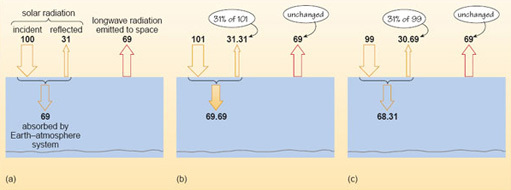 solar radiation
incident
reflected
100
31
longwave radiation
emitted to space
69
69
absorbed by
Earth–atmosphere
system
(a)
31% of 101
unchanged
101
31.31
69
69.69
(b)
31% of 99
unchanged
99
30.69
69
68.31
(c)